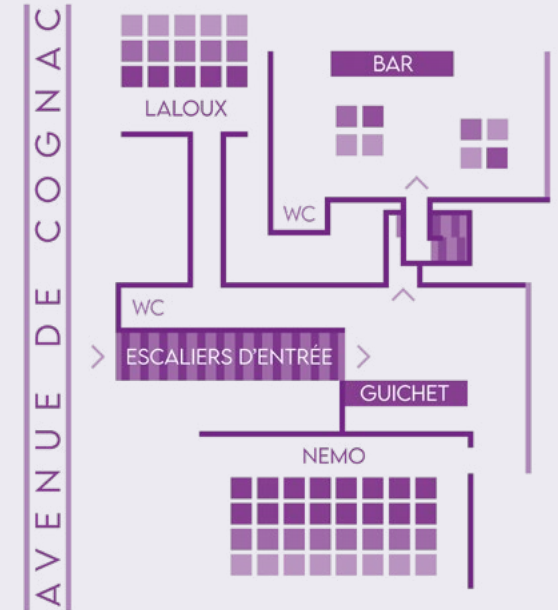 AVENUE DE COGNAC
BAR
LALOUX
WC
WC
ESCALIERS D'ENTRÉE
GUICHET
NEMO